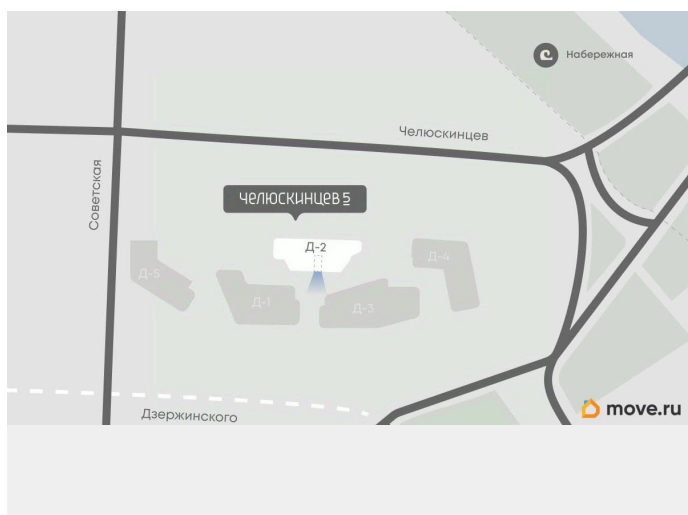 Набережная
Челюскинцев
Советская
ЧЕЛЮСКИНЦЕВ 5
Д-2
Д-4
Д-5
Д-1
Д-3
Дзержинского
move.ru